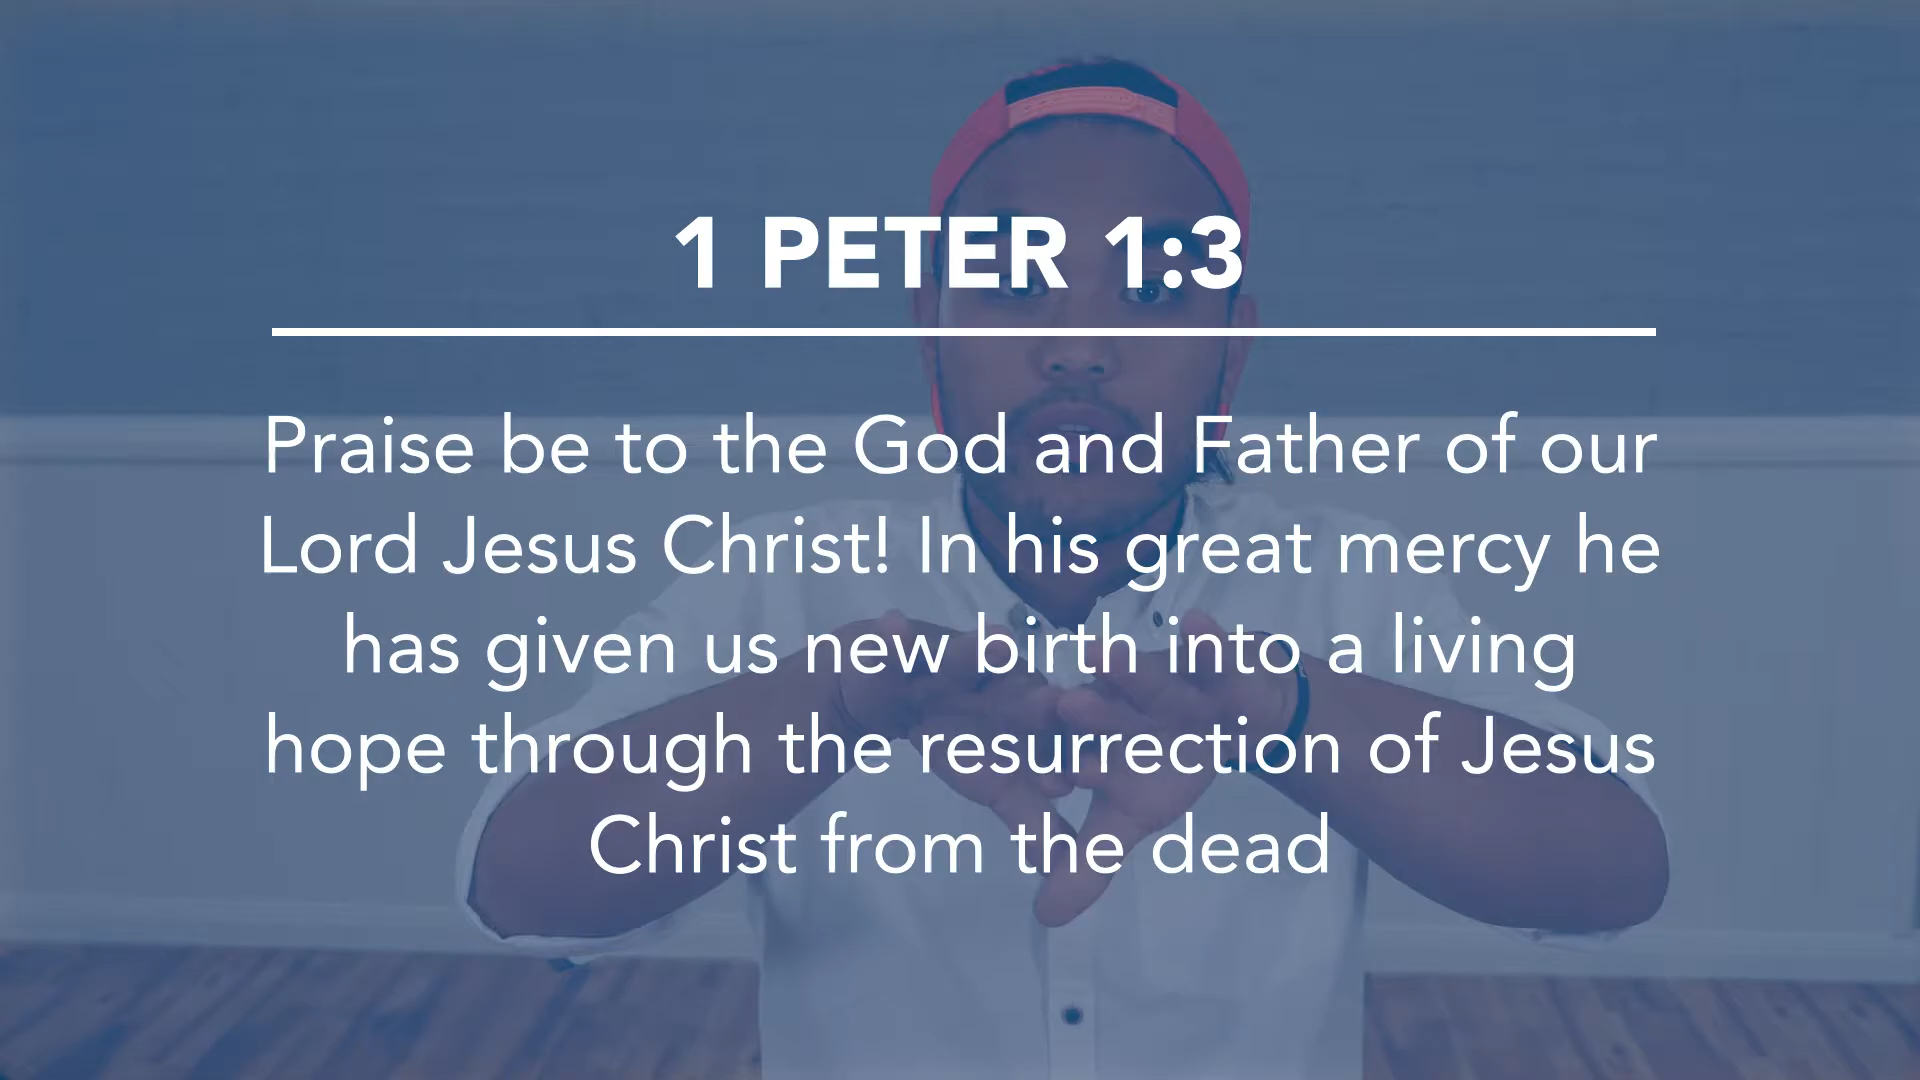 1 PETER 1:3
Praise be to the God and Father of our
Lord Jesus Christ! In his great mercy he
has given us new birth into a living
hope through the resurrection of Jesus
Christ from the dead